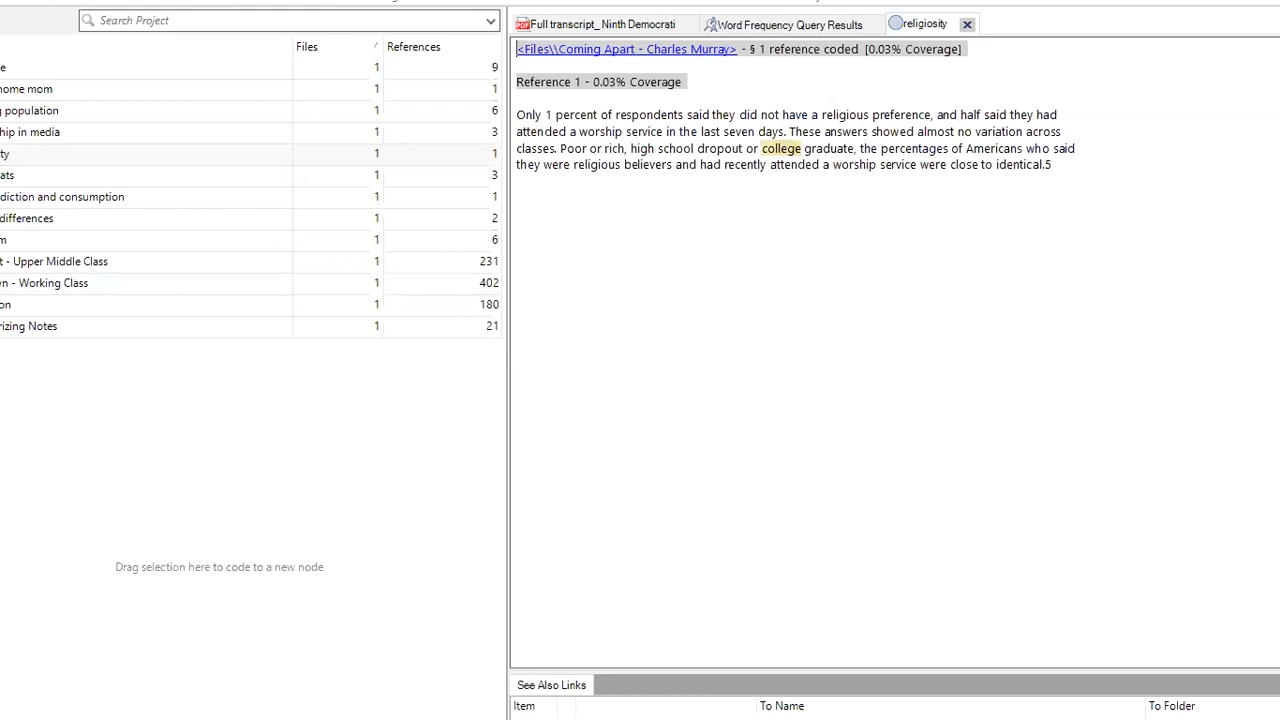 Search Project
Full transcript_ Ninth Democrati
Word Frequency Query Results
religiosity
Files
References
e 1 9
home mom 1 1
population 1 6
hip in media 1 3
ty 1 1
ats 1 3
diction and consumption 1 1
differences 1 2
m 1 6
t - Upper Middle Class 1 231
n - Working Class 1 402
on 1 180
rizing Notes 1 21
Drag selection here to code to a new node
<Files\\Coming Apart - Charles Murray> - § 1 reference coded [0.03% Coverage]
Reference 1 - 0.03% Coverage
Only 1 percent of respondents said they did not have a religious preference, and half said they had
attended a worship service in the last seven days. These answers showed almost no variation across
classes. Poor or rich, high school dropout or college graduate, the percentages of Americans who said
they were religious believers and had recently attended a worship service were close to identical.5
See Also Links
Item
To Name
To Folder